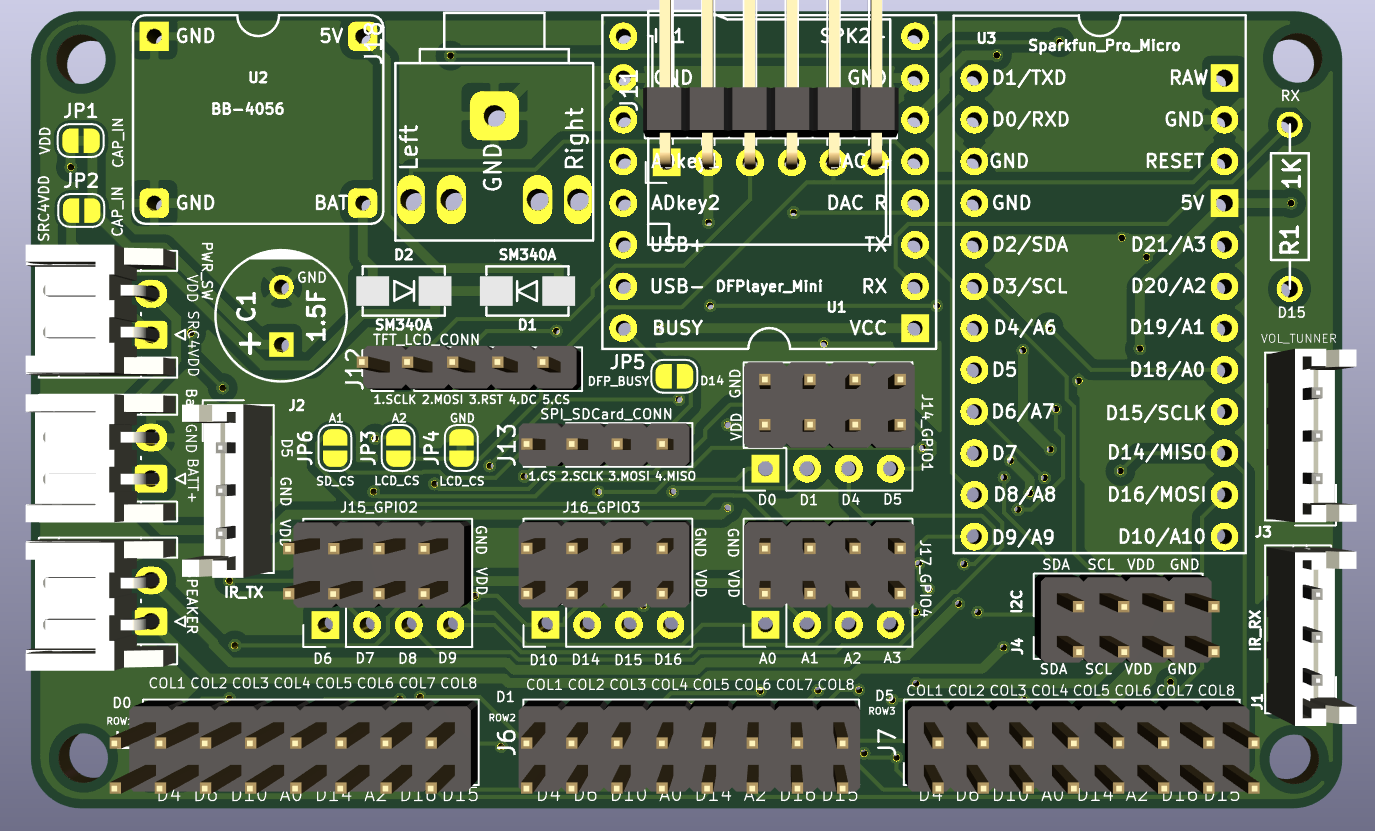 GND
5V
J18
U2
BB-4056
GND
BAT
JP1
VDD
CAP_IN
JP2
SRC4VDD
CAP_IN
Left
GND
Right
J11
SPK2-
GND
GND
ADkey2
DAC R
USB+
TX
USB-
DFPlayer_Mini
RX
U1
BUSY
VCC
U3
Sparkfun_Pro_Micro
D1/TXD
RAW
D0/RXD
GND
GND
RESET
GND
5V
D2/SDA
D21/A3
D3/SCL
D20/A2
D4/A6
D19/A1
D5
D18/A0
D6/A7
D15/SCLK
D7
D14/MISO
D8/A8
D16/MOSI
D9/A9
D10/A10
RX
1K
R1
D15
VOL_TUNNER
J3
PWR_SW
VDD SRC4VDD
GND
C1
+
1.5F
D2
SM340A
SM340A
D1
TFT_LCD_CONN
J12
1.SCLK 2.MOSI 3.RST 4.DC 5.CS
JP5
DFP_BUSY
D14
SPI_SDCard_CONN
J13
1.CS 2.SCLK 3.MOSI 4.MISO
GND BATT+
J2
D5
GND
IR_TX
A1
JP6
SD_CS
A2
JP3
LCD_CS
GND
JP4
LCD_CS
GND
VDD
J14_GPIO1
D0 D1 D4 D5
J15_GPIO2
GND
VDD
D6 D7 D8 D9
J16_GPIO3
GND
VDD
D10 D14 D15 D16
GND
VDD
J17_GPIO4
A0 A1 A2 A3
SDA SCL VDD GND
I2C
J4
SDA SCL VDD GND
IR_RX
J1
COL1 COL2 COL3 COL4 COL5 COL6 COL7 COL8
D0
D4 D6 D10 A0 D14 A2 D16 D15
COL1 COL2 COL3 COL4 COL5 COL6 COL7 COL8
D1
ROW2
J6
D4 D6 D10 A0 D14 A2 D16 D15
COL1 COL2 COL3 COL4 COL5 COL6 COL7 COL8
D5
ROW3
J7
D4 D6 D10 A0 D14 A2 D16 D15